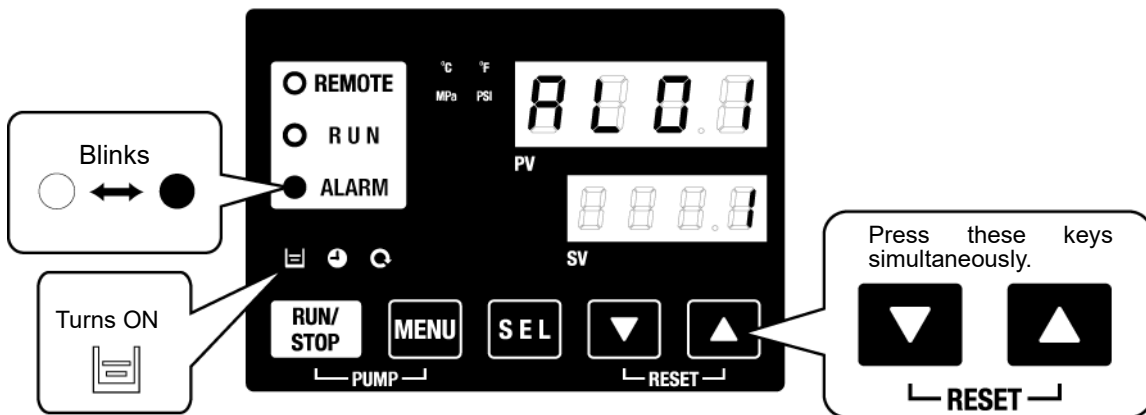 REMOTE
RUN
ALARM
°C °F
MPa PSI
AL01
PV
1
SV
Blinks
Turns ON
RUN/
STOP
MENU
SEL
PUMP
RESET
Press these keys
simultaneously.
RESET